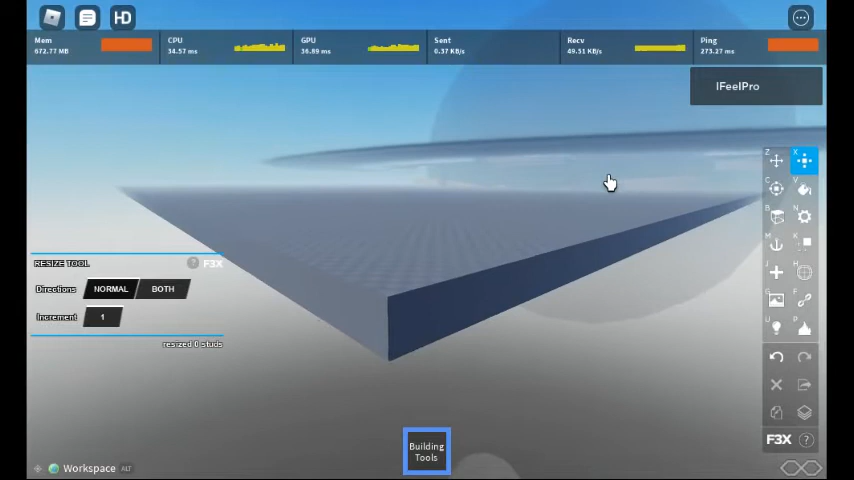 HD
Mem
672.77 MB
CPU
34.57 ms
GPU
36.89 ms
Sent
0.37 KB/s
Recv
49.51 KB/s
Ping
273.27 ms
IFeelPro
Z
X
C
V
B
N
M
K
J
H
G
F
U
P
RESIZE TOOL
? F3X
Directions
NORMAL
BOTH
Increment
1
resized 0 studs
F3X ?
Building
Tools
Workspace ALT